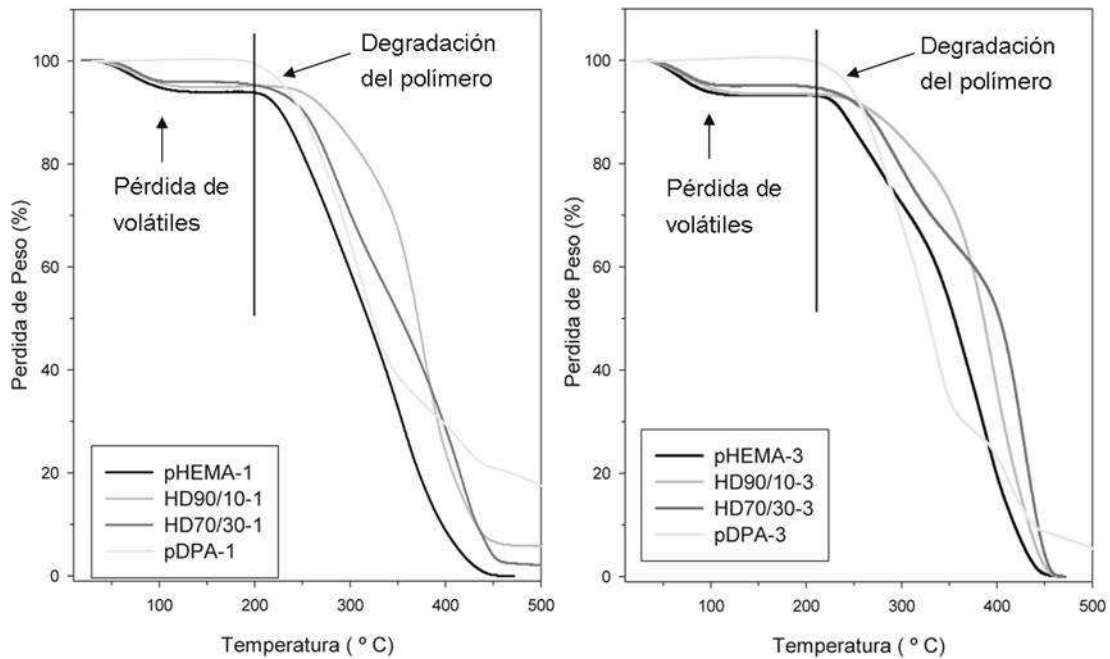 Perdida de Peso (%)
100
80
60
40
20
0
Degradación
del polímero
Pérdida de
volátiles
pHEMA-1
HD90/10-1
HD70/30-1
pDPA-1
100
200
300
400
500
Temperatura ( º C)
Perdida de Peso (%)
100
80
60
40
20
0
Degradación
del polímero
Pérdida de
volátiles
pHEMA-3
HD90/10-3
HD70/30-3
pDPA-3
100
200
300
400
500
Temperatura ( º C)